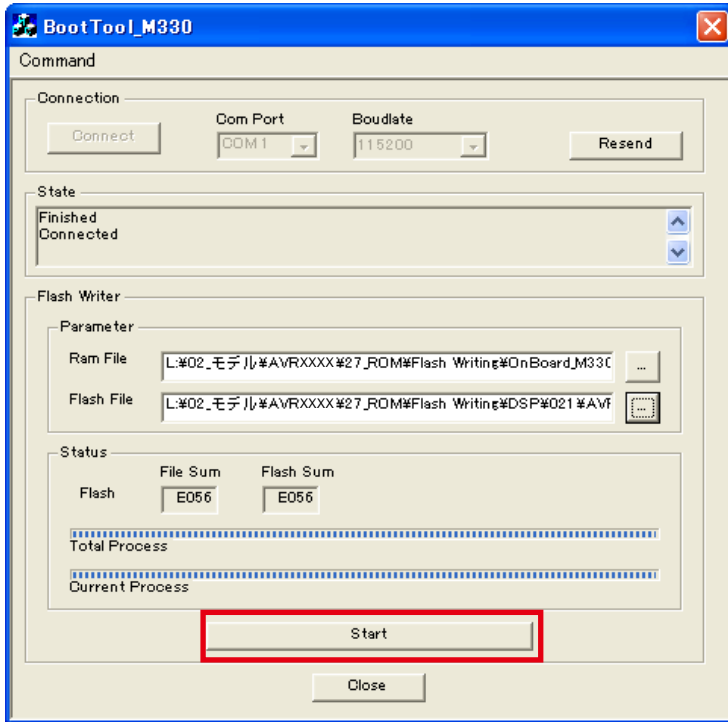 BootTool_M330
Command
Connection
Connect
Com Port
COM1
Boudlate
115200
Resend
State
Finished
Connected
Flash Writer
Parameter
Ram File
L:¥02_モデル¥AVRXXXX¥27_ROM¥Flash Writing¥OnBoard_M330
...
Flash File
L:¥02_モデル¥AVRXXXX¥27_ROM¥Flash Writing¥DSP¥021¥AVR
...
Status
File Sum
Flash Sum
Flash
E056
E056
Total Process
Current Process
Start
Close